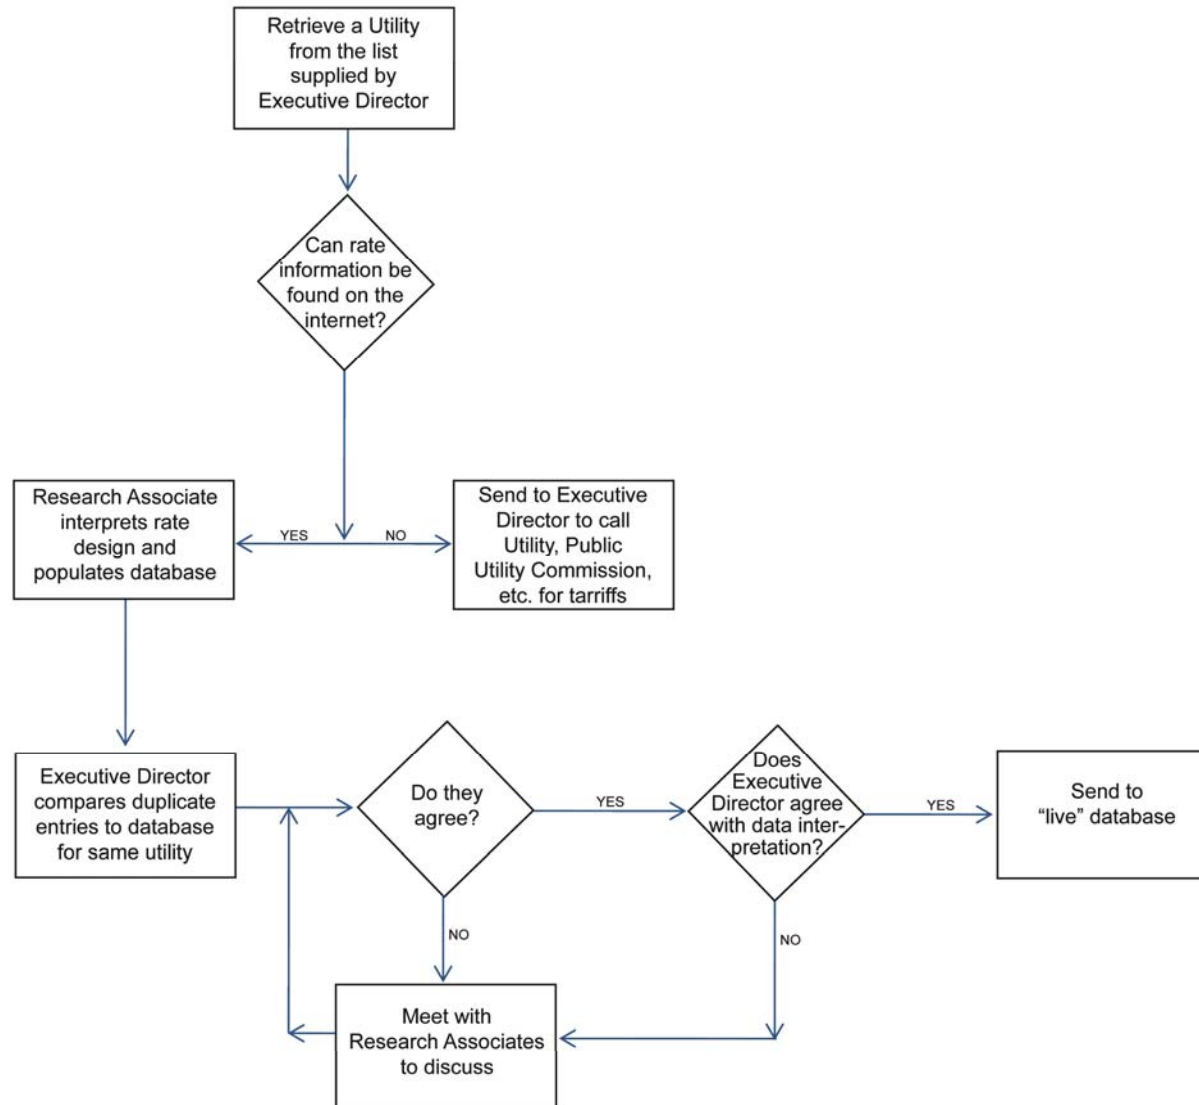 Retrieve a Utility
from the list
supplied by
Executive Director
Can rate
information be
found on the
internet?
Research Associate
interprets rate
design and
populates database
YES
NO
Send to Executive
Director to call
Utility, Public
Utility Commission,
etc. for tarriffs
Executive Director
compares duplicate
entries to database
for same utility
Do they
agree?
YES
Does
Executive
Director agree
with data inter-
pretation?
YES
Send to
“live” database
NO
NO
Meet with
Research Associates
to discuss